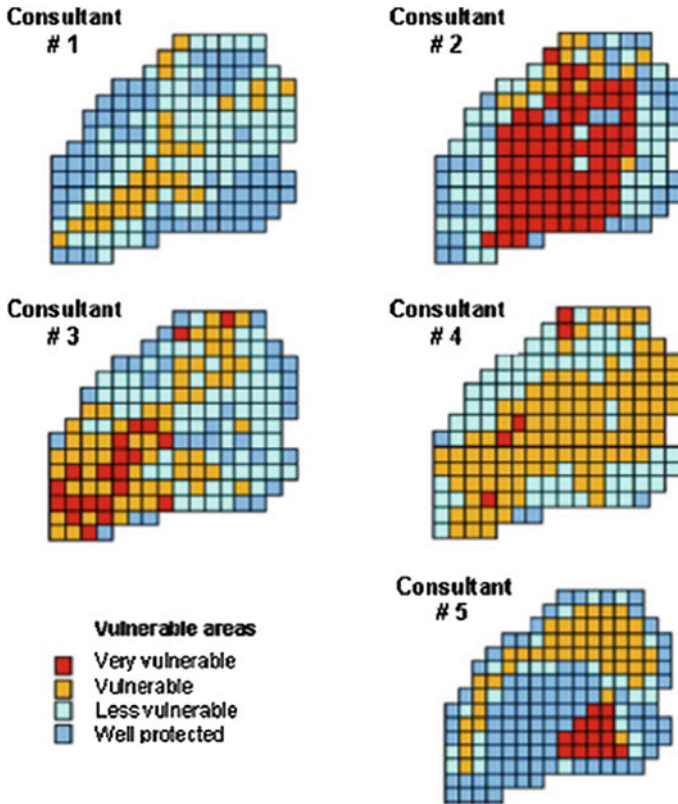 Consultant
# 1
Consultant
# 2
Consultant
# 3
Consultant
# 4
Consultant
# 5
Vulnerable areas
Very vulnerable
Vulnerable
Less vulnerable
Well protected